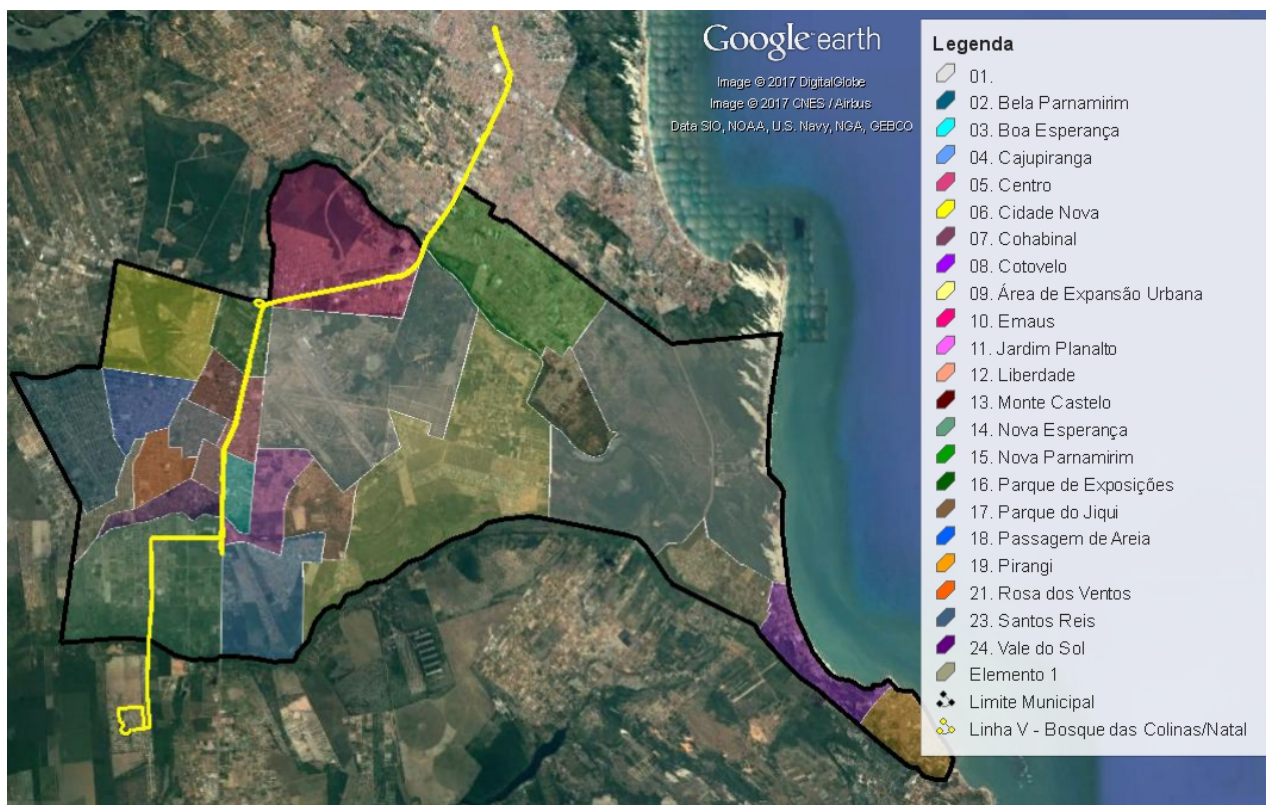 Google earth
Image © 2017 DigitalGlobe
Image © 2017 CNES / Airbus
Data SIO, NOAA, U.S. Navy, NGA, GEBCO
Legenda
01.
02. Bela Parnamirim
03. Boa Esperança
04. Cajupiranga
05. Centro
06. Cidade Nova
07. Cohabinal
08. Cotovelo
09. Área de Expansão Urbana
10. Emaus
11. Jardim Planalto
12. Liberdade
13. Monte Castelo
14. Nova Esperança
15. Nova Parnamirim
16. Parque de Exposições
17. Parque do Jiqui
18. Passagem de Areia
19. Pirangi
21. Rosa dos Ventos
23. Santos Reis
24. Vale do Sol
Elemento 1
Limite Municipal
Linha V - Bosque das Colinas/Natal